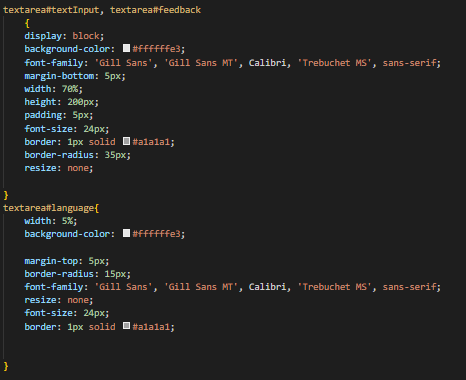 textarea#textInput, textarea#feedback
{
display: block;
background-color: #ffffffe3;
font-family: 'Gill Sans', 'Gill Sans MT', Calibri, 'Trebuchet MS', sans-serif;
margin-bottom: 5px;
width: 70%;
height: 200px;
padding: 5px;
font-size: 24px;
border: 1px solid #a1a1a1;
border-radius: 35px;
resize: none;
}
textarea#language{
width: 5%;
background-color: #ffffffe3;
margin-top: 5px;
border-radius: 15px;
font-family: 'Gill Sans', 'Gill Sans MT', Calibri, 'Trebuchet MS', sans-serif;
resize: none;
font-size: 24px;
border: 1px solid #a1a1a1;
}